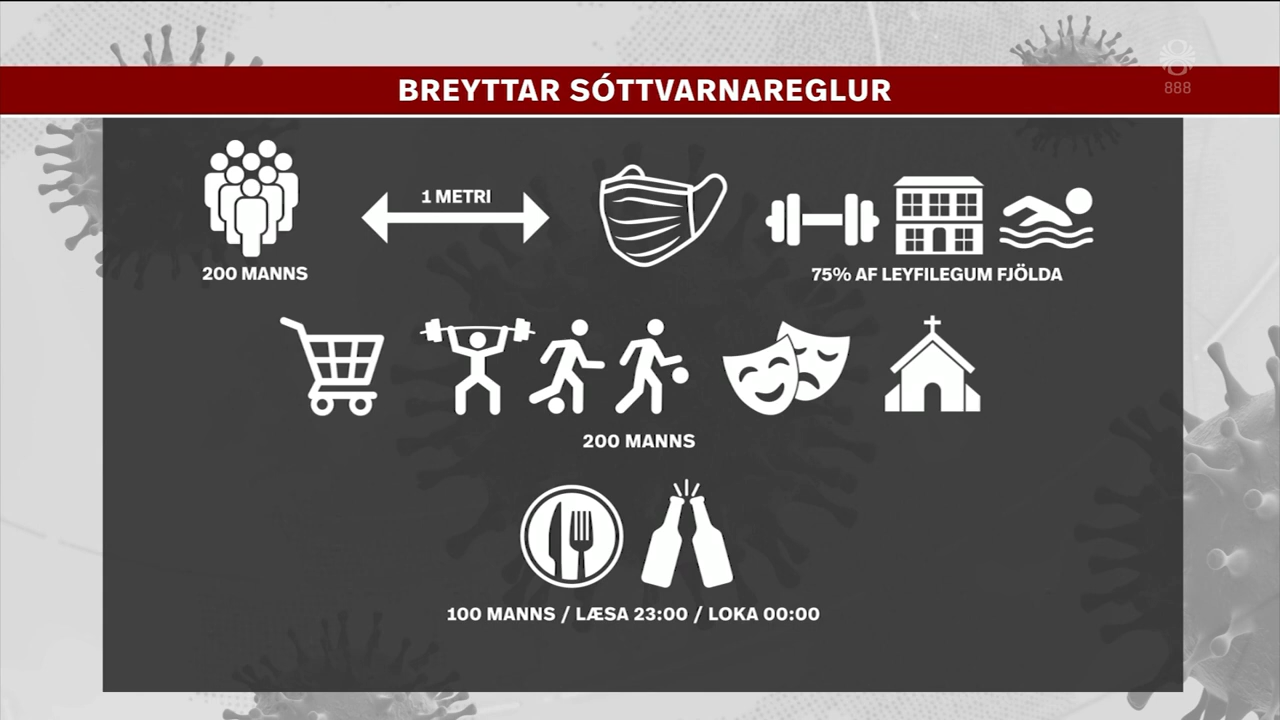 BREYTTAR SÓTTVARNAREGLUR
888
1 METRI
200 MANNS
75% AF LEYFILEGUM FJÖLDA
200 MANNS
100 MANNS / LÆSA 23:00 / LOKA 00:00